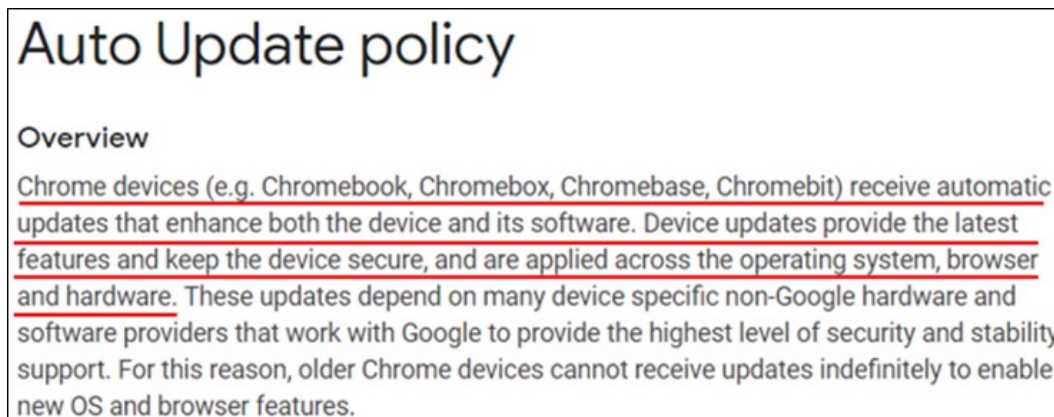 Auto Update policy
Overview
Chrome devices (e.g. Chromebook, Chromebox, Chromebase, Chromebit) receive automatic
updates that enhance both the device and its software. Device updates provide the latest
features and keep the device secure, and are applied across the operating system, browser
and hardware. These updates depend on many device specific non-Google hardware and
software providers that work with Google to provide the highest level of security and stability
support. For this reason, older Chrome devices cannot receive updates indefinitely to enable
new OS and browser features.